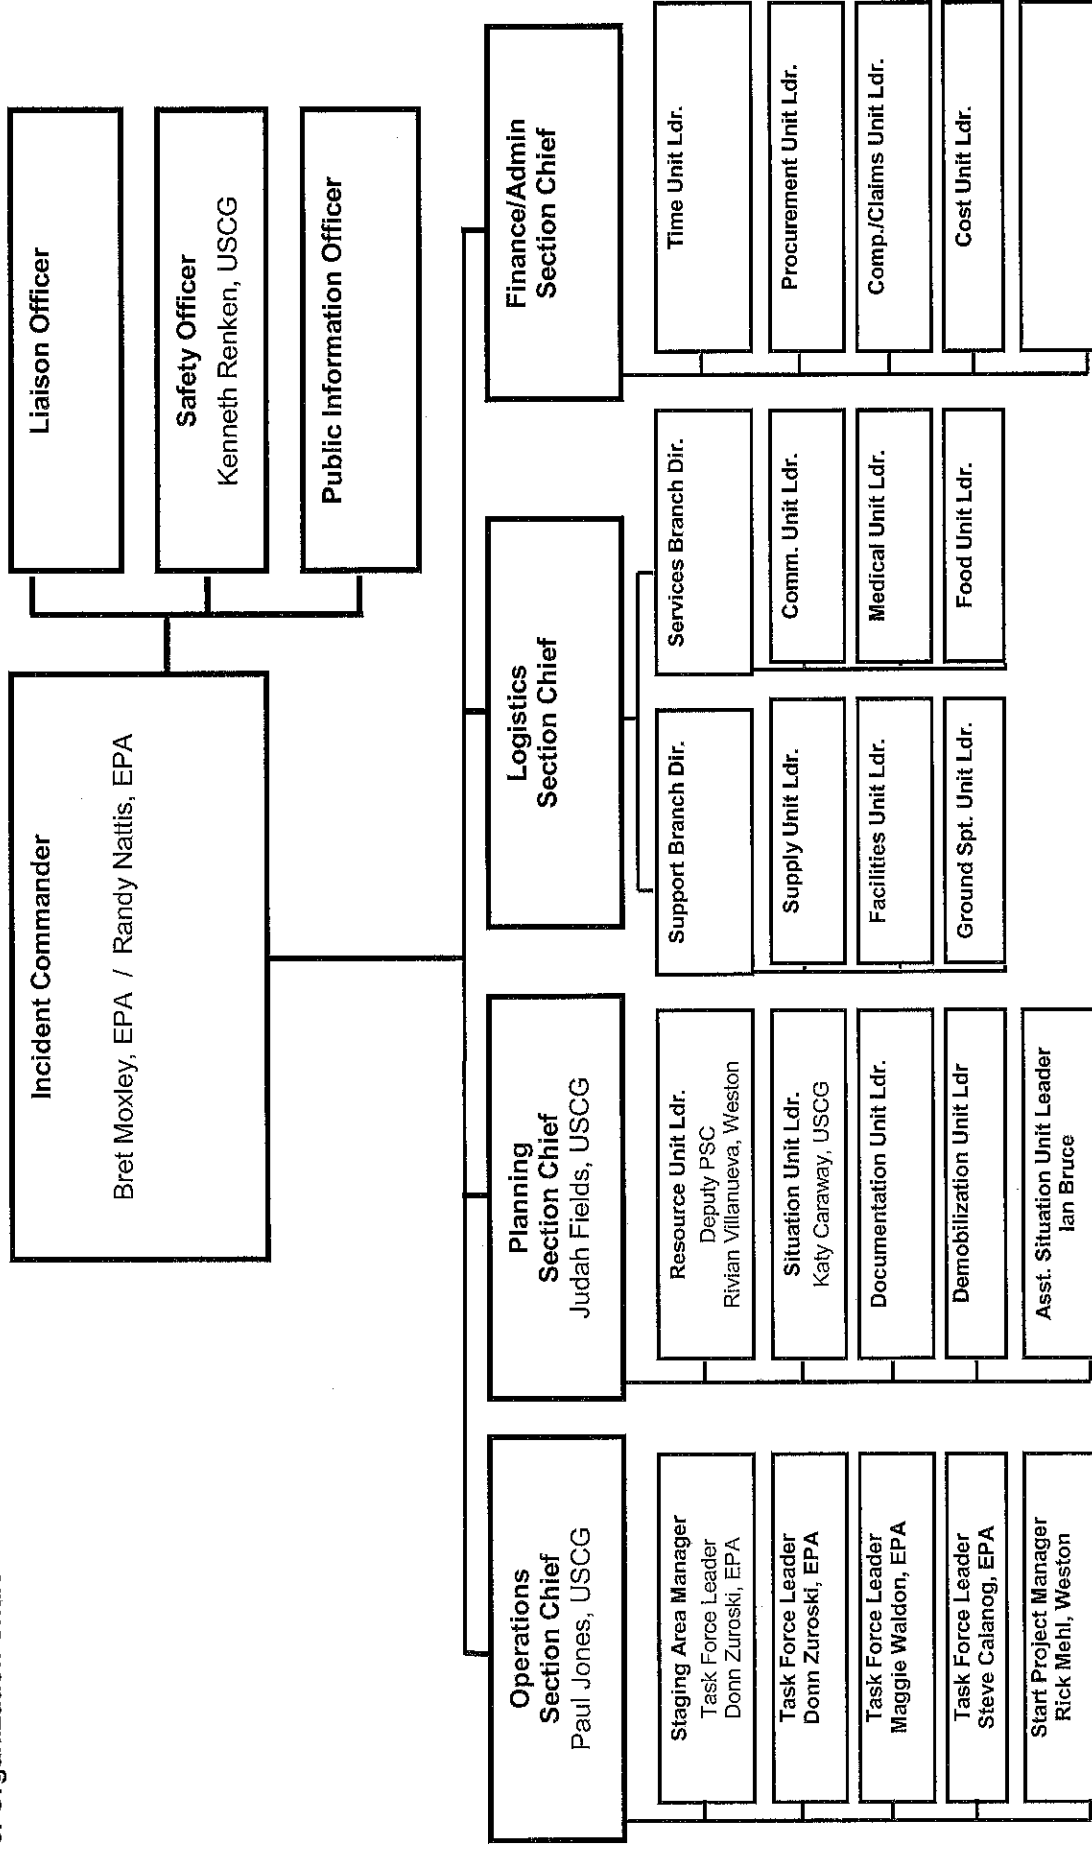 Incident Commander
Bret Moxley, EPA / Randy Nattis, EPA
Liaison Officer
Safety Officer
Kenneth Renken, USCG
Public Information Officer
Operations
Section Chief
Paul Jones, USCG
Staging Area Manager
Task Force Leader
Donn Zuroski, EPA
Task Force Leader
Donn Zuroski, EPA
Task Force Leader
Maggie Waldon, EPA
Task Force Leader
Steve Calanog, EPA
Start Project Manager
Rick Mehl, Weston
Planning
Section Chief
Judah Fields, USCG
Resource Unit Ldr.
Deputy PSC
Rivian Villanueva, Weston
Situation Unit Ldr.
Katy Caraway, USCG
Documentation Unit Ldr.
Demobilization Unit Ldr
Asst. Situation Unit Leader
Ian Bruce
Logistics
Section Chief
Support Branch Dir.
Supply Unit Ldr.
Facilities Unit Ldr.
Ground Spt. Unit Ldr.
Services Branch Dir.
Comm. Unit Ldr.
Medical Unit Ldr.
Food Unit Ldr.
Finance/Admin
Section Chief
Time Unit Ldr.
Procurement Unit Ldr.
Comp./Claims Unit Ldr.
Cost Unit Ldr.